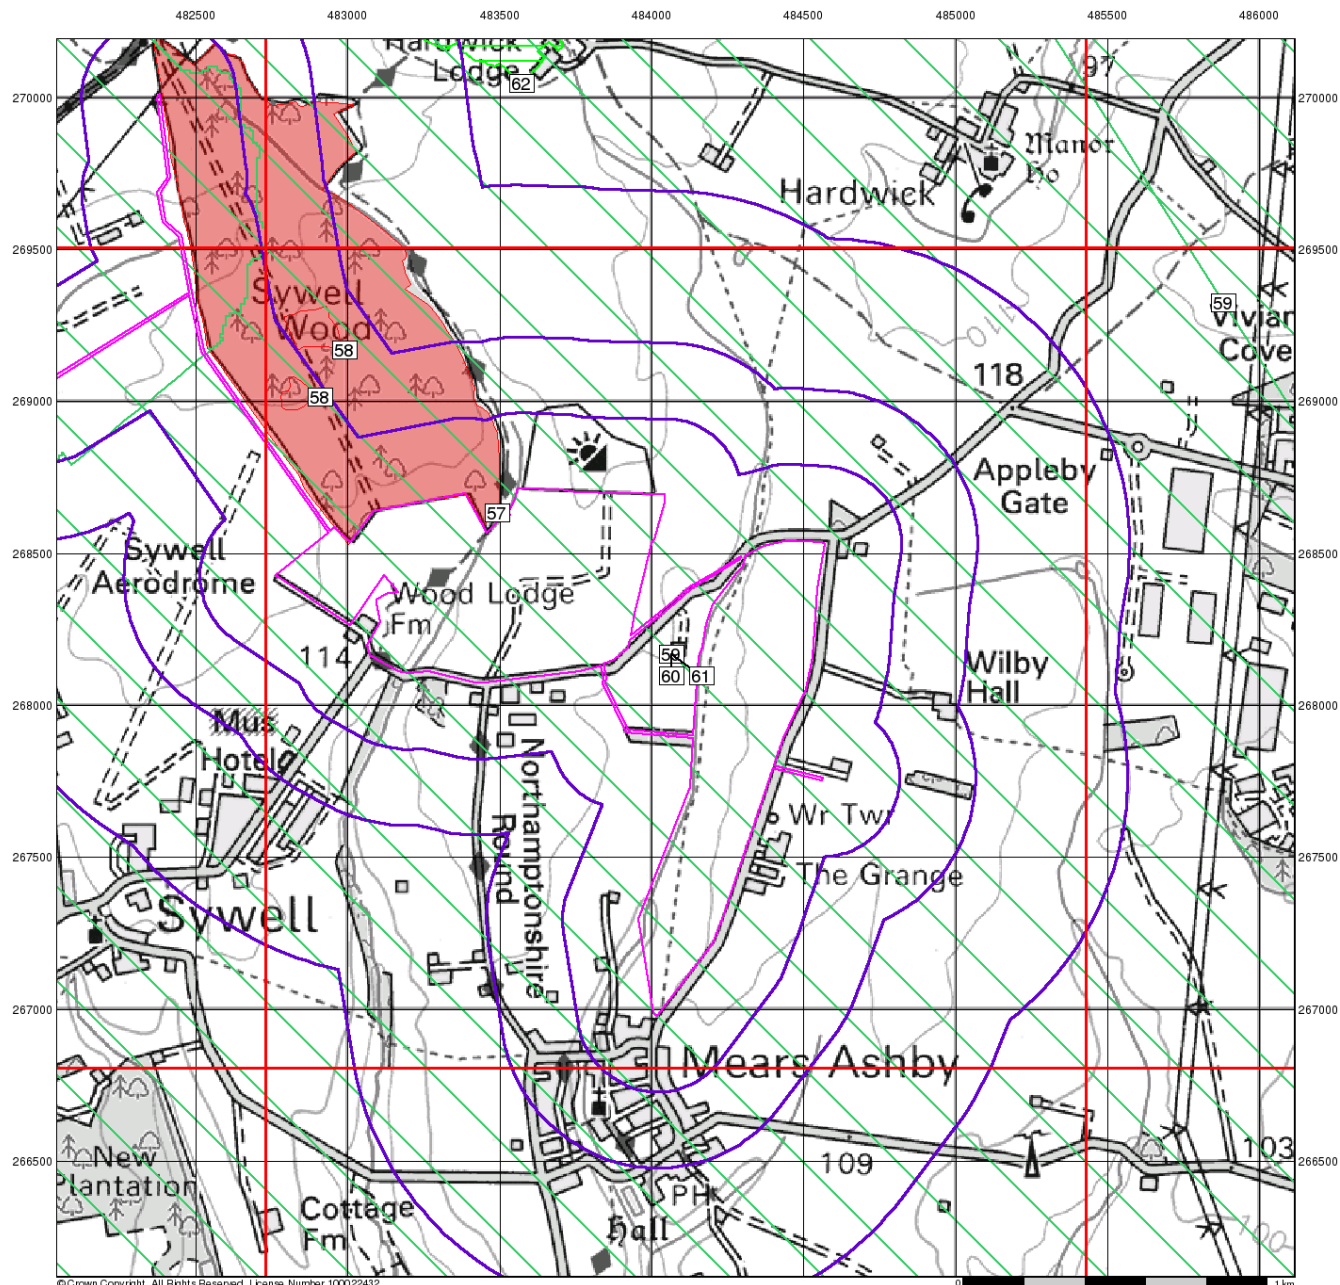 482500 483000 483500 484000 484500 485000 485500 486000
Hardwick
Lodge
62
97
270000
270000
Manor
Ho
Hardwick
269500
269500
Sywell
Wood
59
Vivian
Cove
58
110
118
58
269000
269000
Appleby
Gate
57
268500
268500
Sywell
Aerodrome
Wood Lodge
Fm
114
59
60
61
Wilby
Hall
268000
268000
Mus
Hotel
Northamptonshire
Round
Wr Twr
267500
267500
The Grange
Sywell
267000
267000
Mears Ashby
New
Plantation
109
103
266500
266500
PH
Cottage
Fm
Hall
100
© Crown Copyright. All Rights Reserved. License Number 100022432
0
1 km